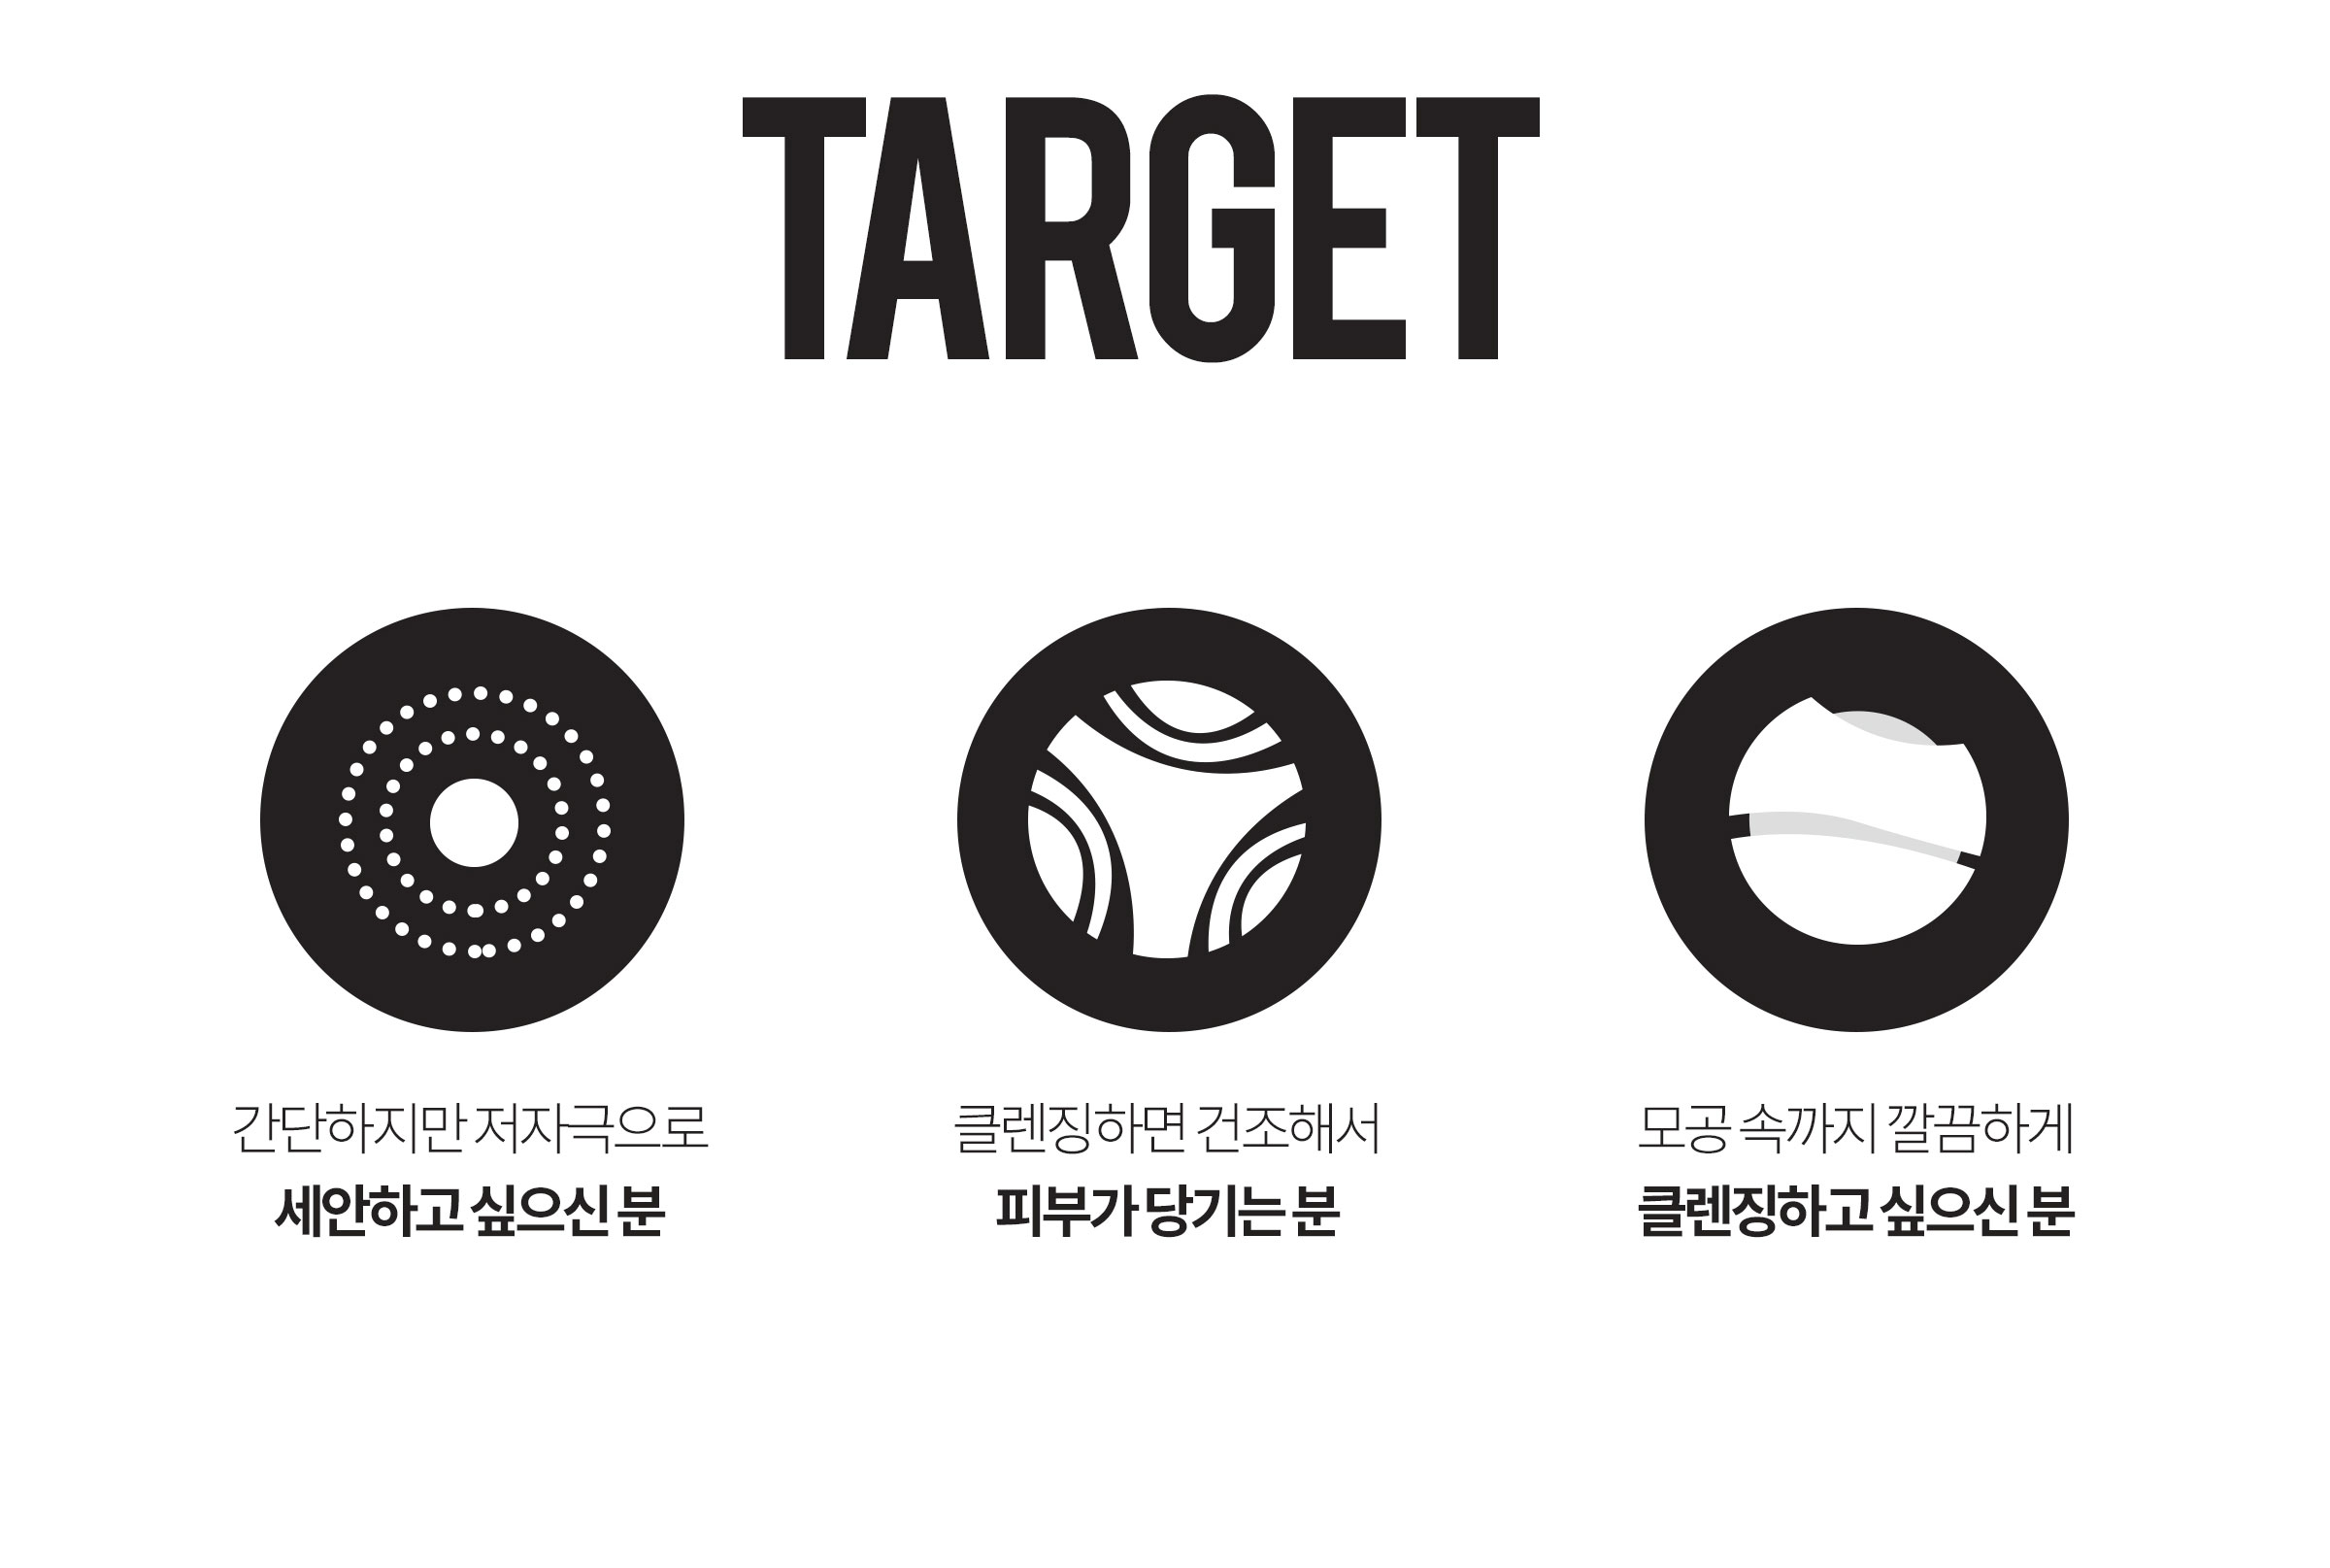 TARGET
간단하지만 저자극으로
세안하고 싶으신 분
클렌징하면 건조해서
피부가 당기는 분
모공 속까지 깔끔하게
클렌징하고 싶으신 분